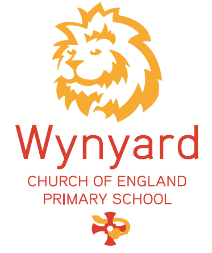 Wynyard
CHURCH OF ENGLAND
PRIMARY SCHOOL